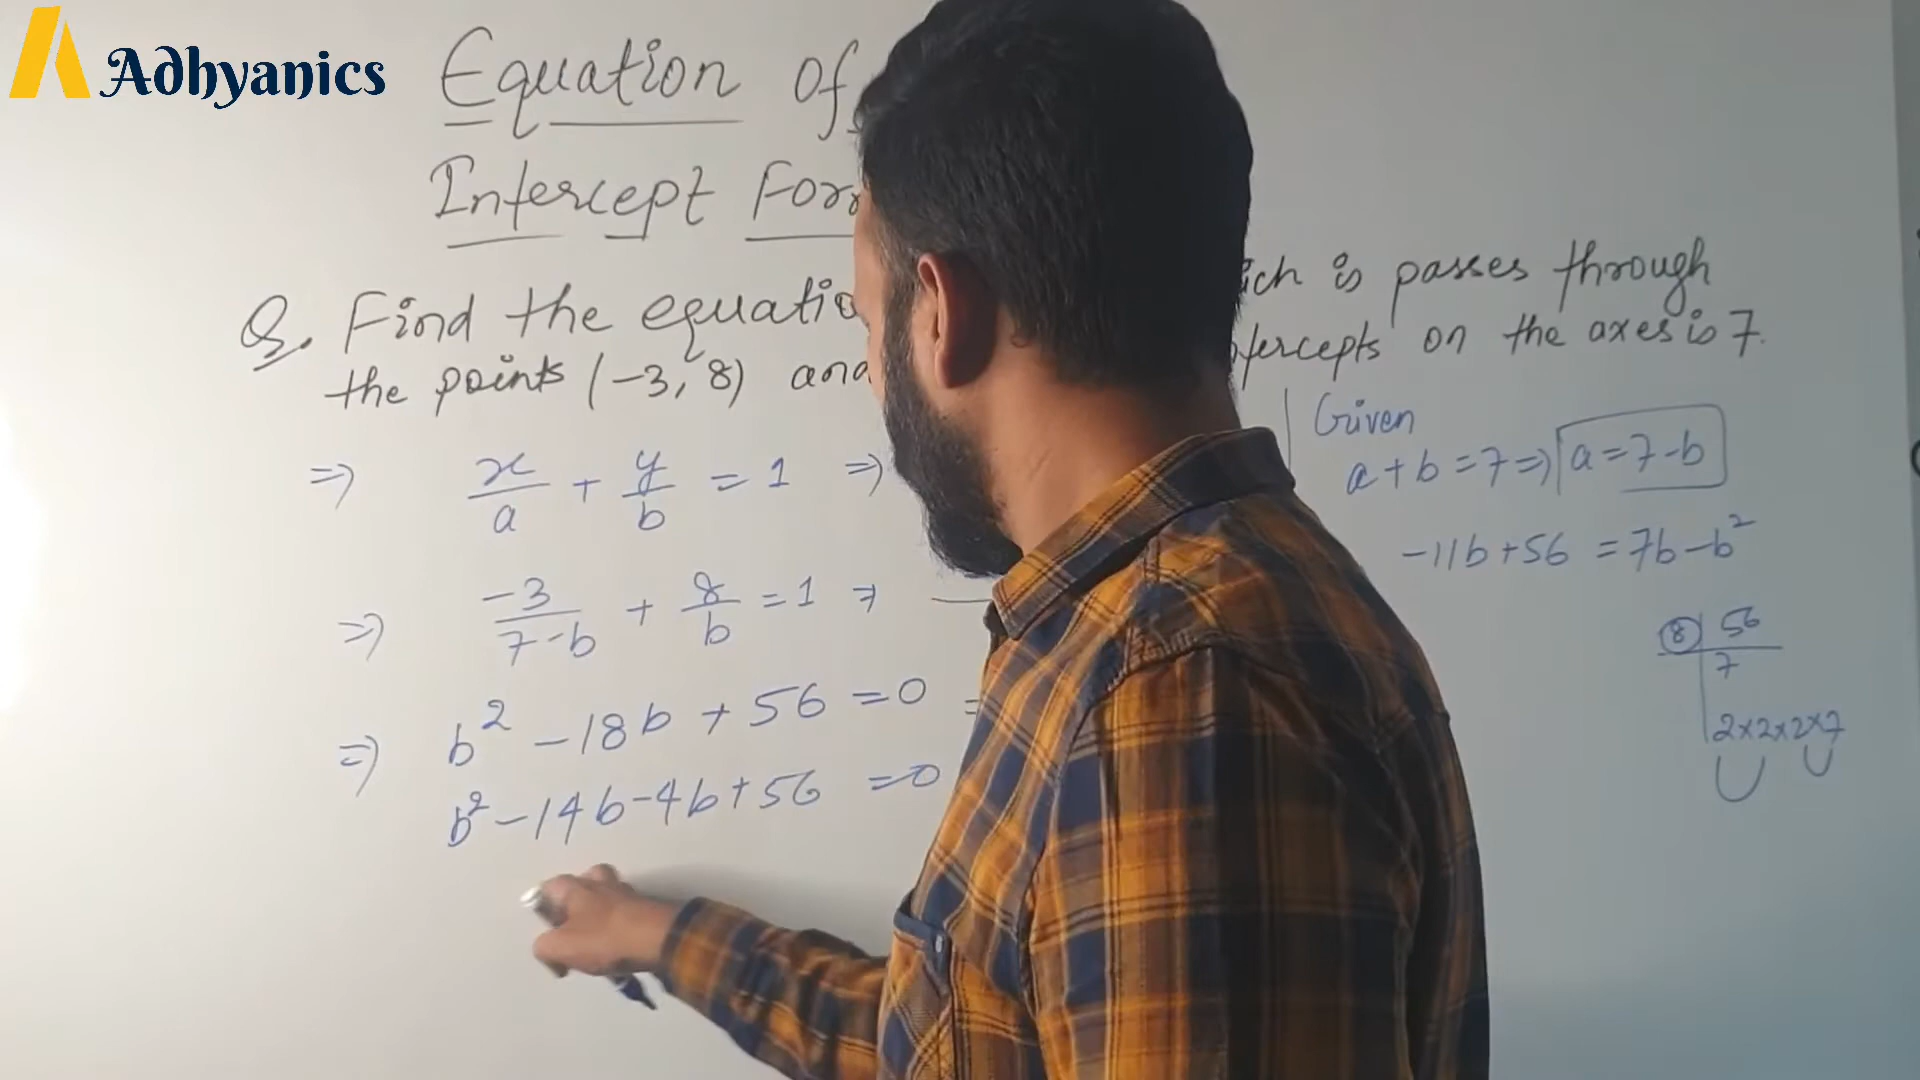 Adhyanics
Equation of
Intercept For
Q. Find the equatio ich is passes through
the points (-3, 8) and tercepts on the axes is 7.
Given
a + b = 7 => a = 7-b
=> x/a + y/b = 1 =>
-11b + 56 = 7b - b²
=> -3/7-b + 8/b = 1 =>
8 56
7
2×2×2×7
=> b² - 18b + 56 = 0 =
b² - 14b - 4b + 56 = 0